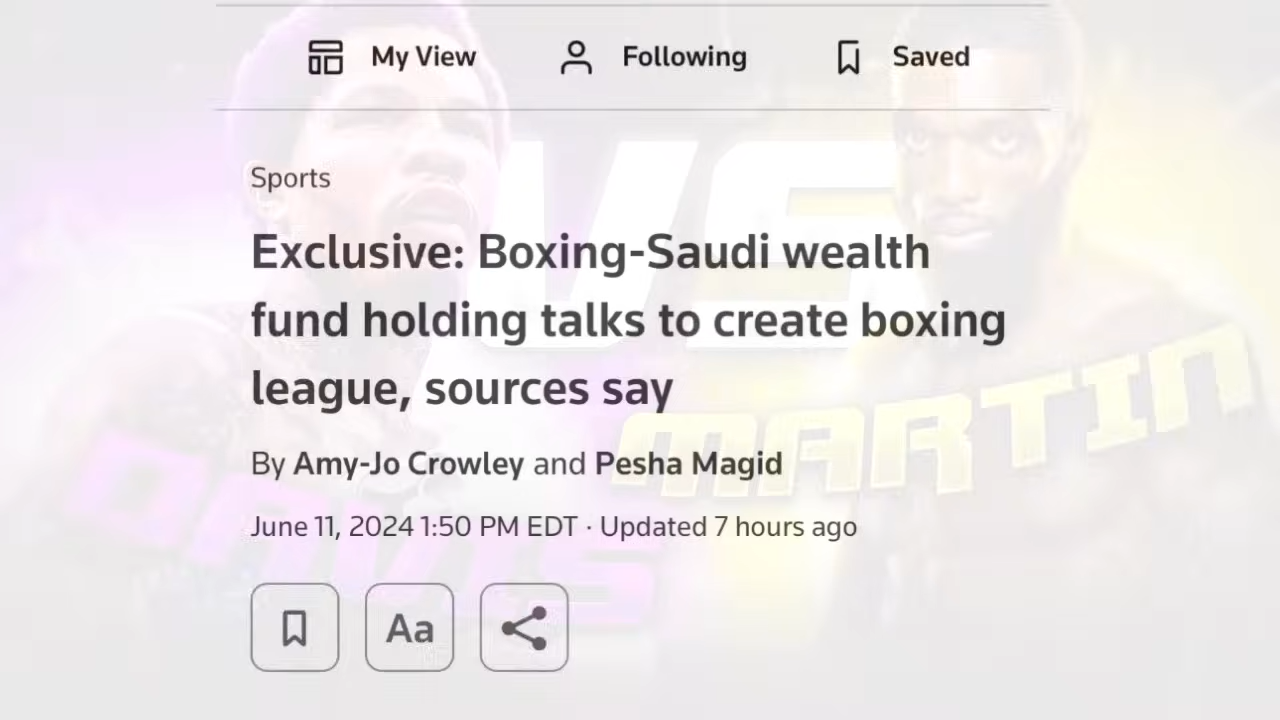 My View Following Saved
Sports
VS
Exclusive: Boxing-Saudi wealth
fund holding talks to create boxing
league, sources say
MARTIN
By Amy-Jo Crowley and Pesha Magid
DAVIS
June 11, 2024 1:50 PM EDT · Updated 7 hours ago
Aa